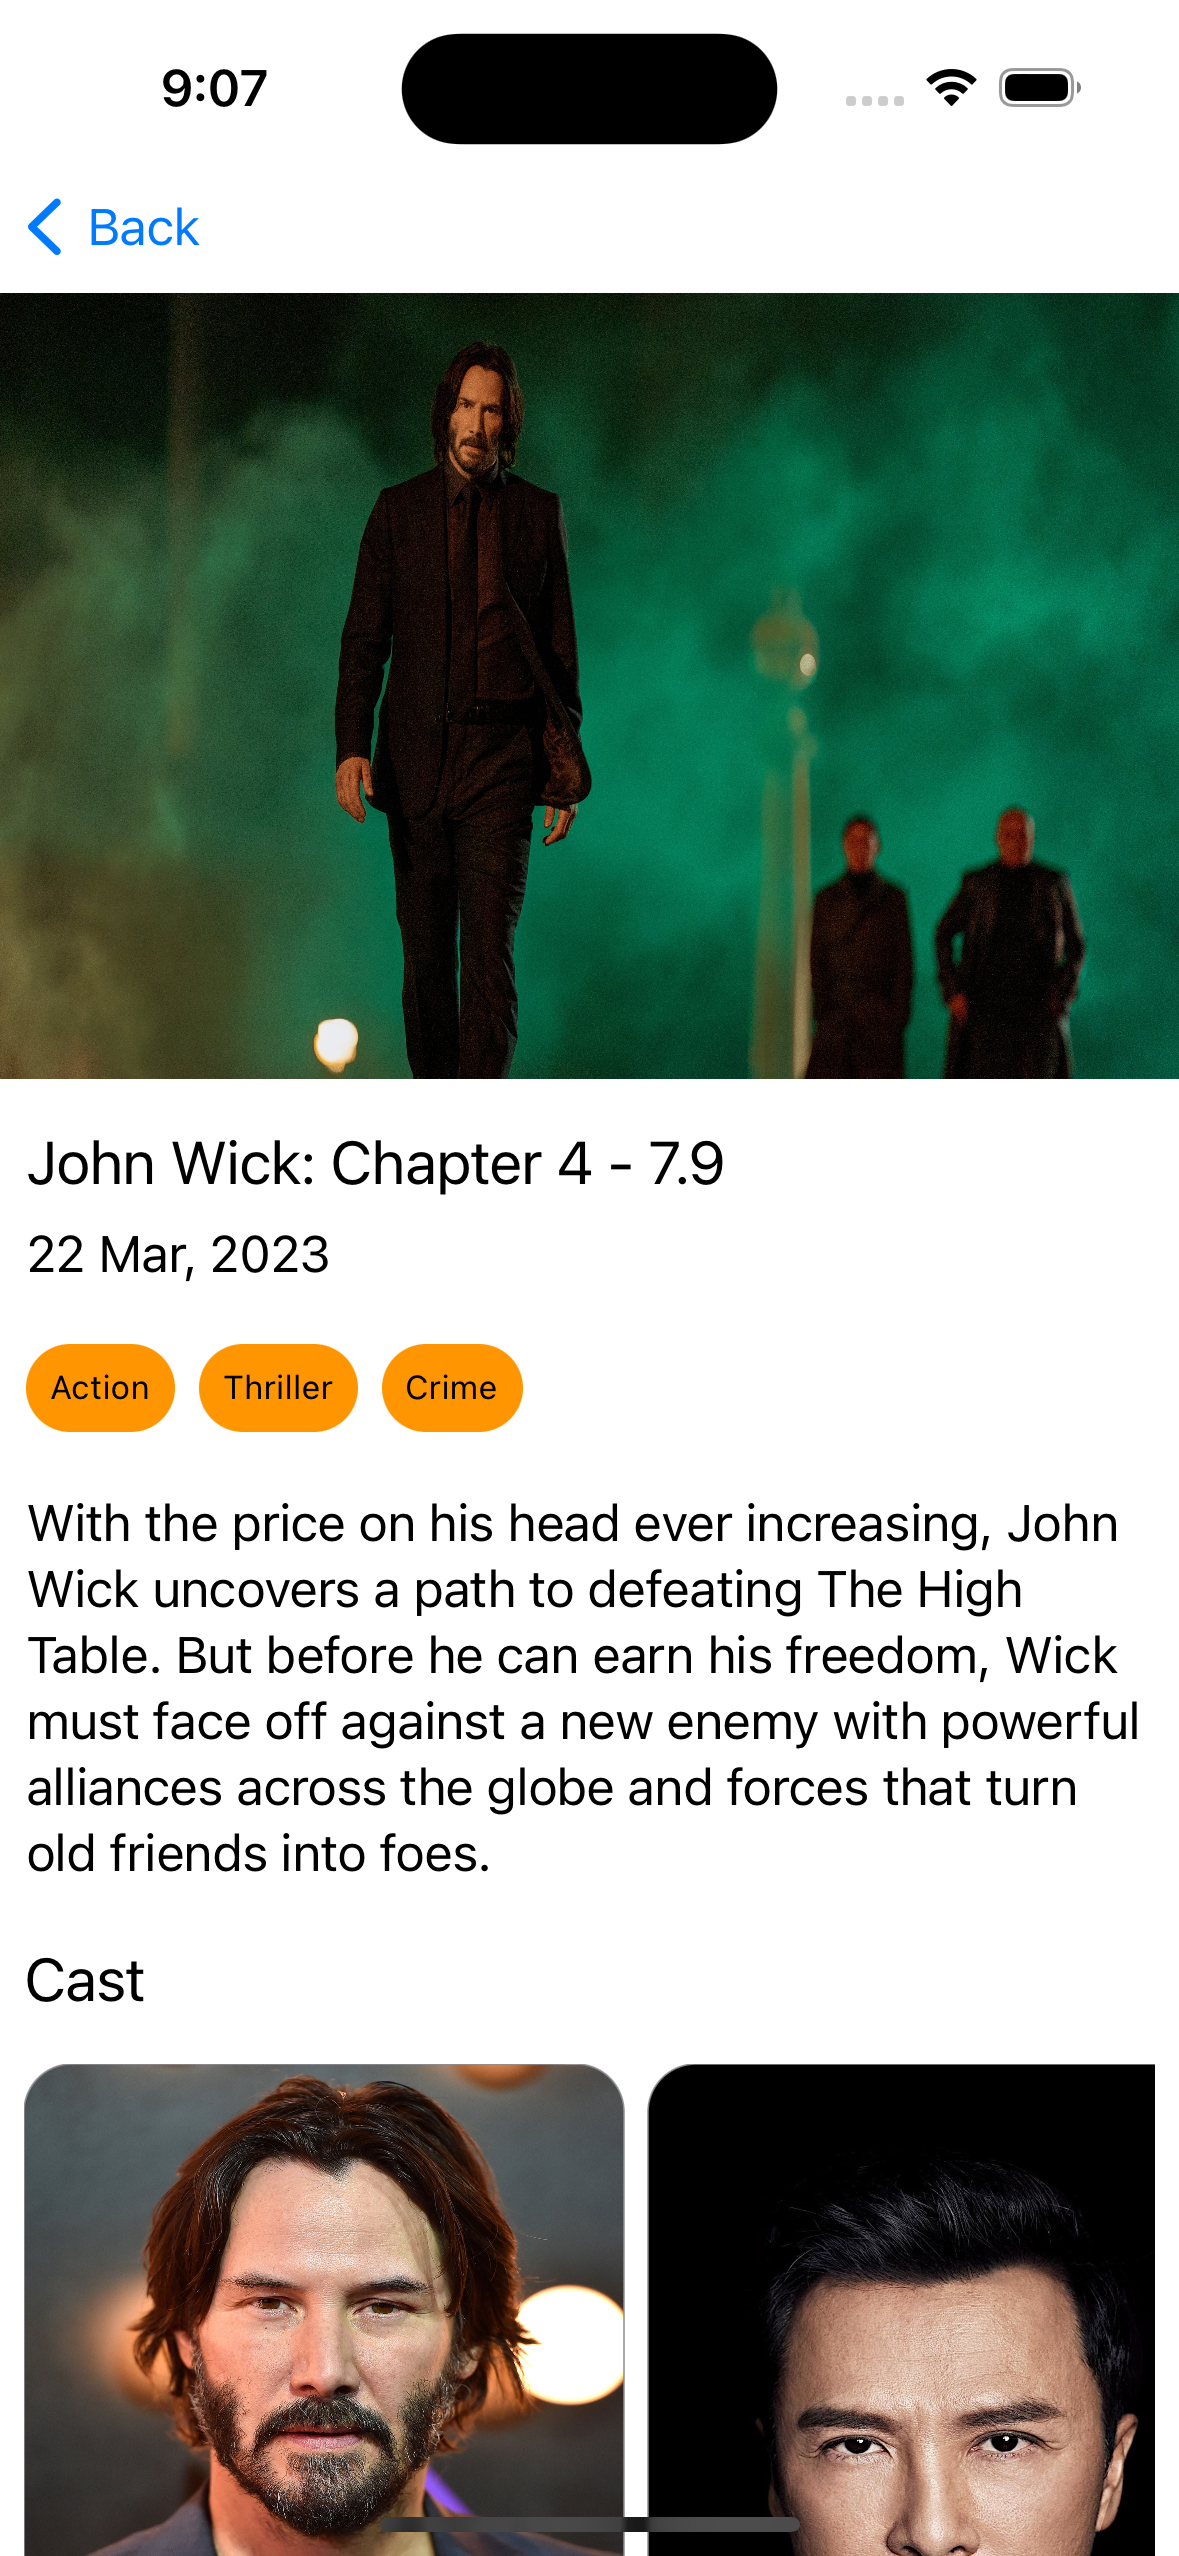 9:07
Back
John Wick: Chapter 4 - 7.9
22 Mar, 2023
Action Thriller Crime
With the price on his head ever increasing, John
Wick uncovers a path to defeating The High
Table. But before he can earn his freedom, Wick
must face off against a new enemy with powerful
alliances across the globe and forces that turn
old friends into foes.
Cast